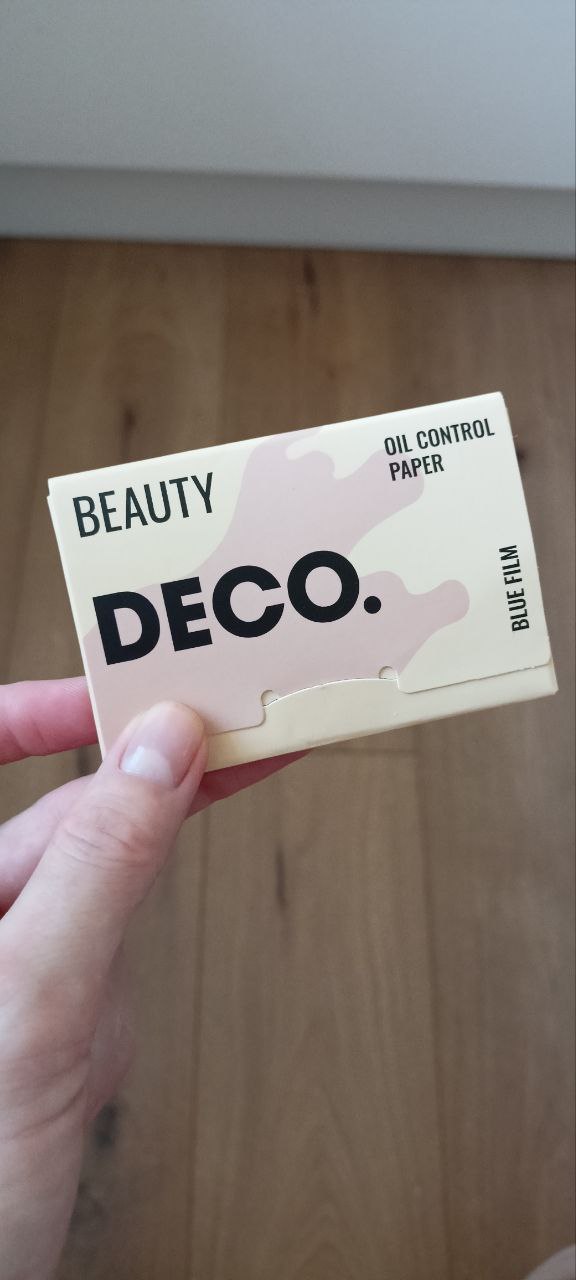 BEAUTY
OIL CONTROL
PAPER
DECO.
BLUE FILM